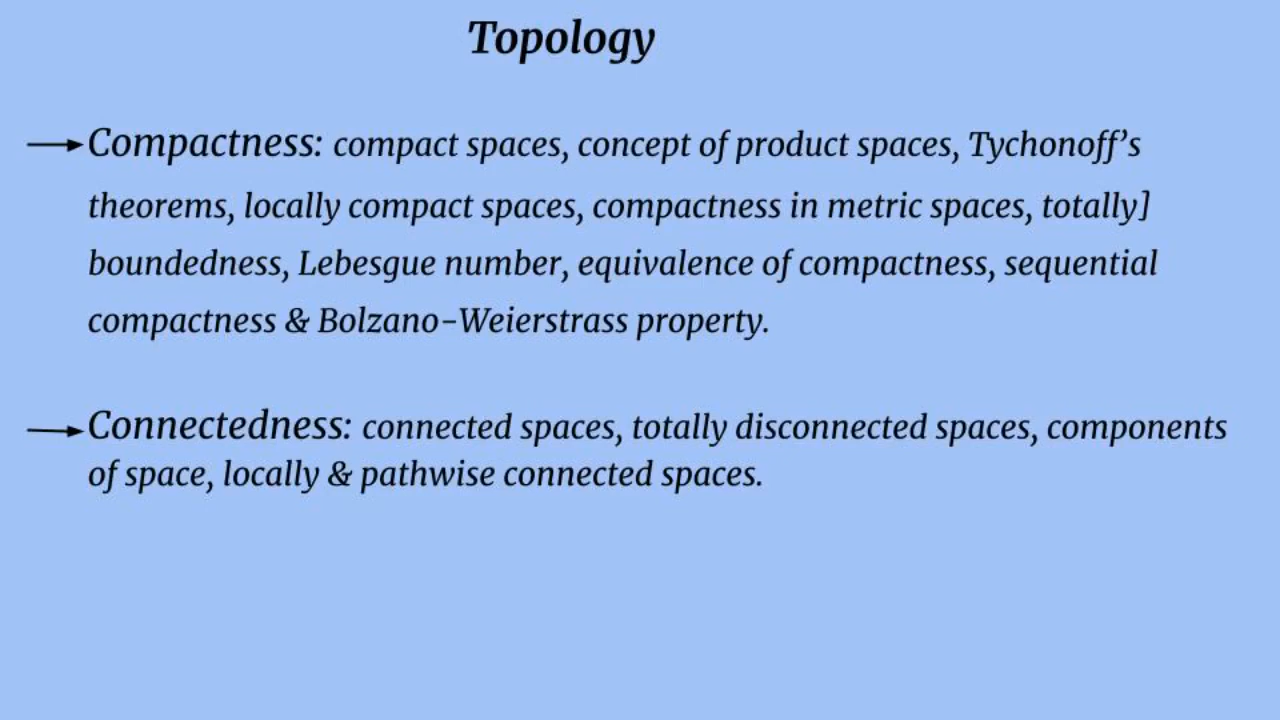 Topology
Compactness: compact spaces, concept of product spaces, Tychonoff’s
theorems, locally compact spaces, compactness in metric spaces, totally]
boundedness, Lebesgue number, equivalence of compactness, sequential
compactness & Bolzano-Weierstrass property.
Connectedness: connected spaces, totally disconnected spaces, components
of space, locally & pathwise connected spaces.